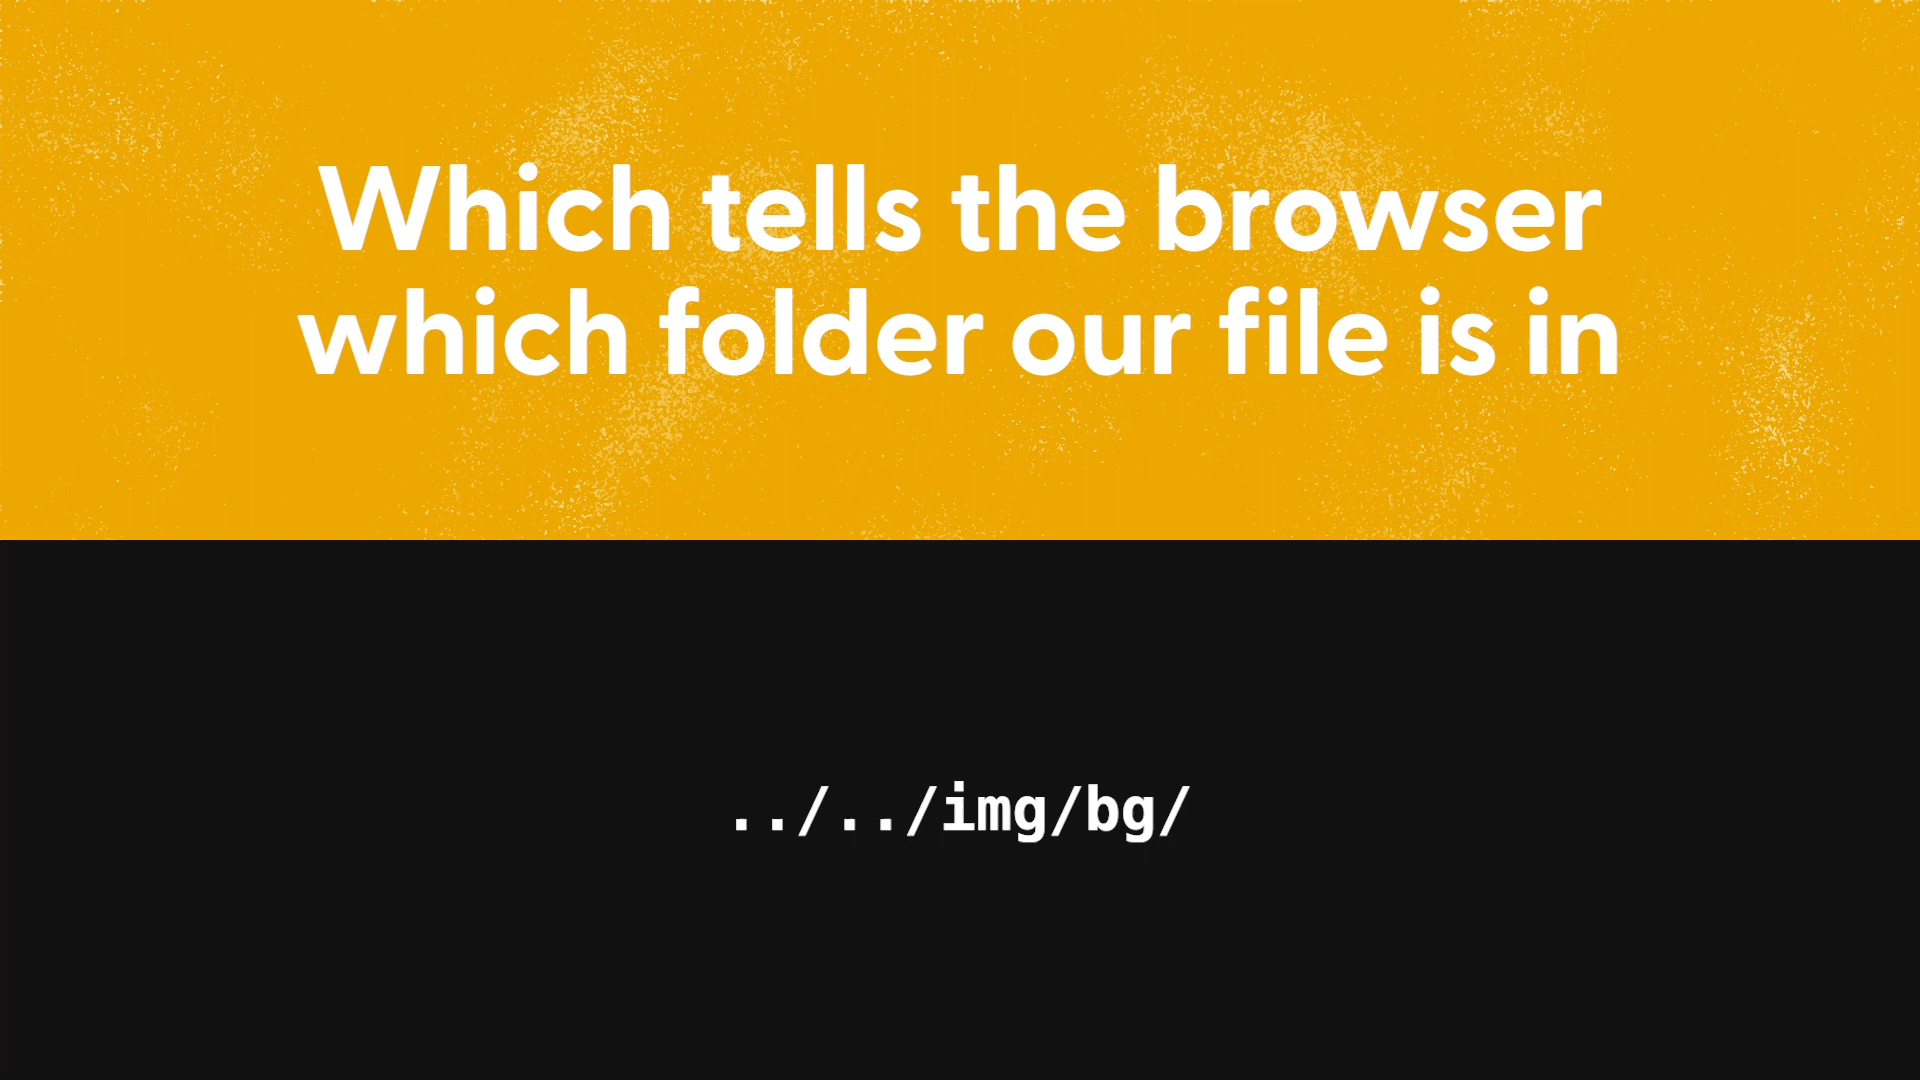 Which tells the browser
which folder our file is in
../../img/bg/